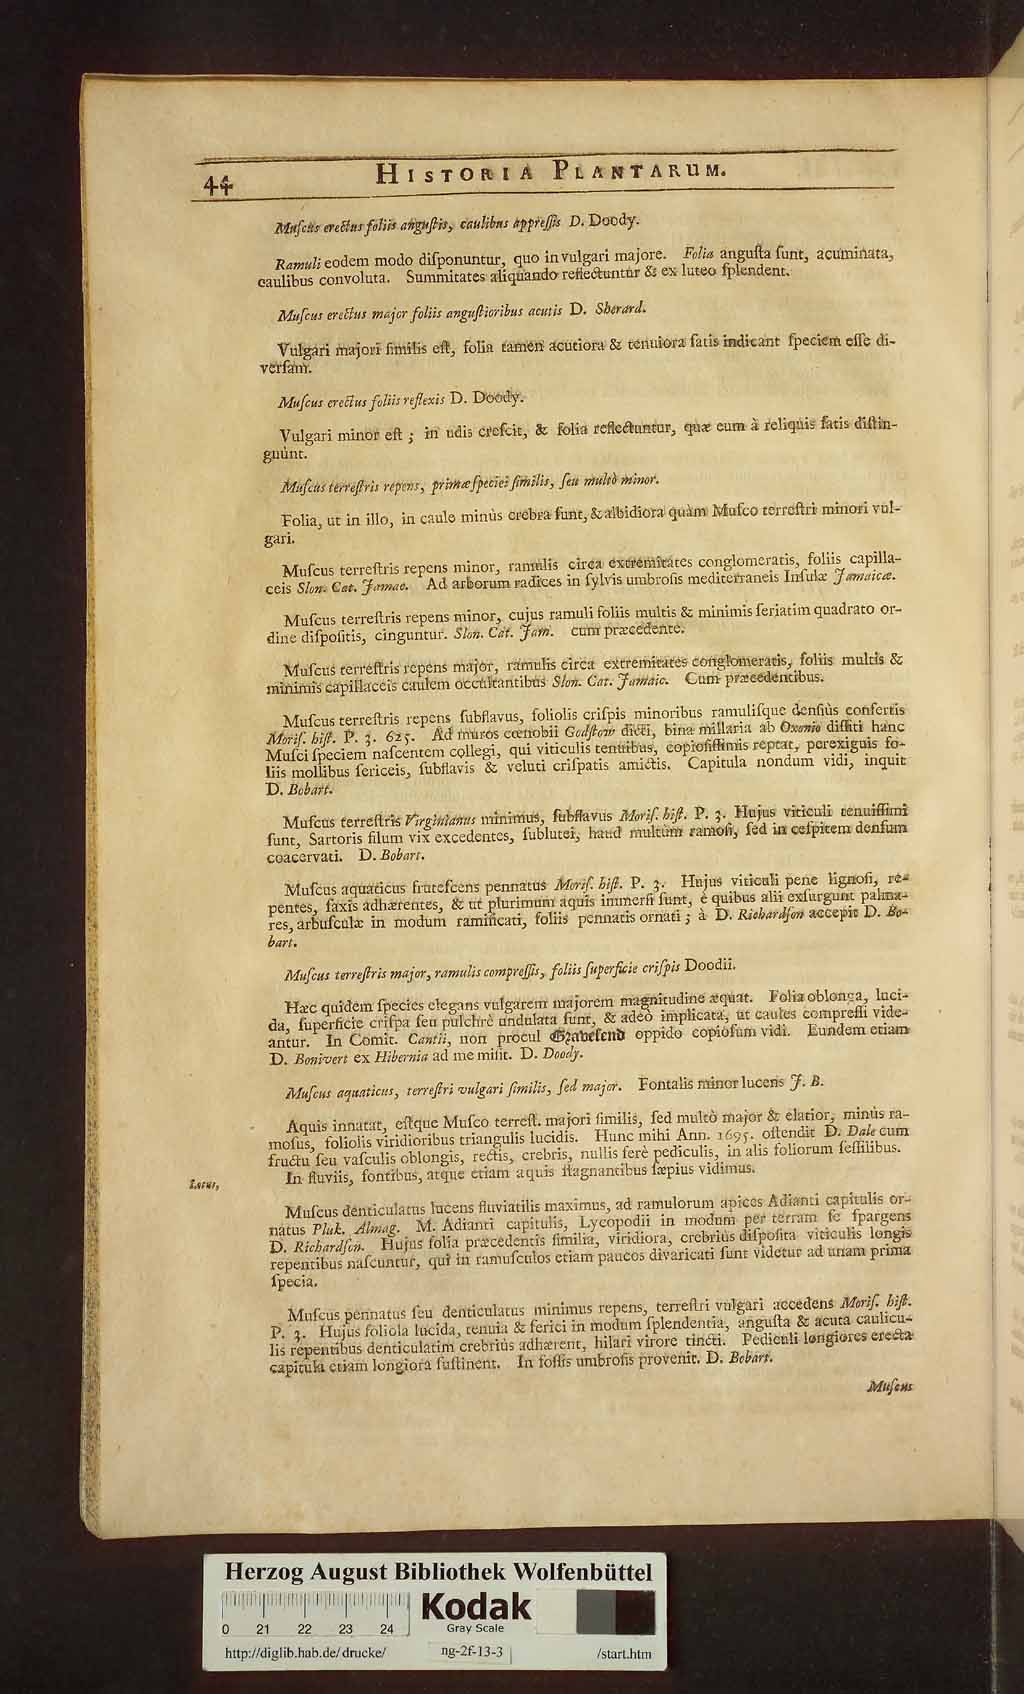 44
HISTORIA PLANTARUM.
Muſcus erectus foliis anguſtis, caulibus appreſſis D. Doody.
Ramuli eodem modo diſponuntur, quo in vulgari majore. Folia anguſta ſunt, acuminata,
caulibus convoluta. Summitates aliquando reflectuntur & ex luteo ſplendent.
Muſcus erectus major foliis anguſtioribus acutis D. Sherard.
Vulgari majori ſimilis eſt, folia tamen acutiora & tenuiora ſatis indicant ſpeciem eſſe di-
verſam.
Muſcus erectus foliis reflexis D. Doody.
Vulgari minor eſt ; in udis creſcit, & folia reflectuntur, quæ eum à reliquis ſatis diſtin-
guunt.
Muſcus terreſtris repens, primæ ſpeciei ſimilis, ſeu multò minor.
Folia, ut in illo, in caule minùs crebra ſunt, & albidiora quàm Muſco terreſtri minori vul-
gari.
Muſcus terreſtris repens minor, ramulis circa extremitates conglomeratis, foliis capilla-
ceis Slon. Cat. Jamac. Ad arborum radices in ſylvis umbroſis mediterraneis Inſulæ Jamaicæ.
Muſcus terreſtris repens minor, cujus ramuli foliis multis & minimis ſeriatim quadrato or-
dine diſpoſitis, cinguntur. Slon. Cat. Jam. cum præcedente.
Muſcus terreſtris repens major, ramulis circa extremitates conglomeratis, foliis multis &
minimis capillaceis caulem occultantibus Slon. Cat. Jamaic. Cum præcedentibus.
Muſcus terreſtris repens ſubflavus, foliolis criſpis minoribus ramuliſque denſiùs confertis
Moriſ. hiſt. P. 3. 625. Ad muros cœnobii Godſtow dicti, bina millaria ab Oxonio diſſiti hanc
Muſci ſpeciem naſcentem collegi, qui viticulis tenuibus, copioſiſſimis reptat, perexiguis fo-
liis mollibus ſericeis, ſubflavis & veluti criſpatis amictis. Capitula nondum vidi, inquit
D. Bobart.
Muſcus terreſtris Virginianus minimus, ſubflavus Moriſ. hiſt. P. 3. Hujus viticuli tenuiſſimi
ſunt, Sartoris filum vix excedentes, ſublutei, haud multum ramoſi, ſed in ceſpitem denſum
coacervati. D. Bobart.
Muſcus aquaticus fruteſcens pennatus Moriſ. hiſt. P. 3. Hujus viticuli pene lignoſi, re-
pentes, ſaxis adhærentes, & ut plurimum aquis immerſi ſunt, è quibus alii exſurgunt palma-
res, arbuſculæ in modum ramificati, foliis pennatis ornati ; à D. Richardſon accepit D. Bo-
bart.
Muſcus terreſtris major, ramulis compreſſis, foliis ſuperficie criſpis Doodii.
Hæc quidem ſpecies elegans vulgarem majorem magnitudine æquat. Folia oblonga, luci-
da, ſuperficie criſpa ſeu pulchrè undulata ſunt, & adeò implicata, ut caules compreſſi vide-
antur. In Comit. Cantii, non procul Graveſend oppido copioſum vidi. Eundem etiam
D. Bonivert ex Hibernia ad me miſit. D. Doody.
Muſcus aquaticus, terreſtri vulgari ſimilis, ſed major. Fontalis minor lucens J. B.
Aquis innatat, eſtque Muſco terreſt. majori ſimilis, ſed multò major & elatior, minùs ra-
moſus, foliolis viridioribus triangulis lucidis. Hunc mihi Ann. 1695. oſtendit D. Dale cum
fructu ſeu vaſculis oblongis, rectis, crebris, nullis ferè pediculis, in alis foliorum ſeſſilibus.
Locus,
In fluviis, fontibus, atque etiam aquis ſtagnantibus ſæpius vidimus.
Muſcus denticulatus lucens fluviatilis maximus, ad ramulorum apices Adianti capitulis or-
natus Pluk. Almag. M. Adianti capitulis, Lycopodii in modum per terram ſe ſpargens
D. Richardſon. Hujus folia præcedentis ſimilia, viridiora, crebriùs diſpoſita viticulis longis
repentibus naſcuntur, qui in ramuſculos etiam paucos divaricati ſunt videtur ad unam prima
ſpecia.
Muſcus pennatus ſeu denticulatus minimus repens, terreſtri vulgari accedens Moriſ. hiſt.
P. 3. Hujus foliola lucida, tenuia & ſerici in modum ſplendentia, anguſta & acuta caulicu-
lis repentibus denticulatim crebriùs adhærent, hilari virore tincti. Pediculi longiores erecta
capitula etiam longiora ſuſtinent. In foſſis umbroſis provenit. D. Bobart.
Muſcus
Herzog August Bibliothek Wolfenbüttel
Kodak
Gray Scale
0 21 22 23 24
http://diglib.hab.de/drucke/ ng-2f-13-3 /start.htm